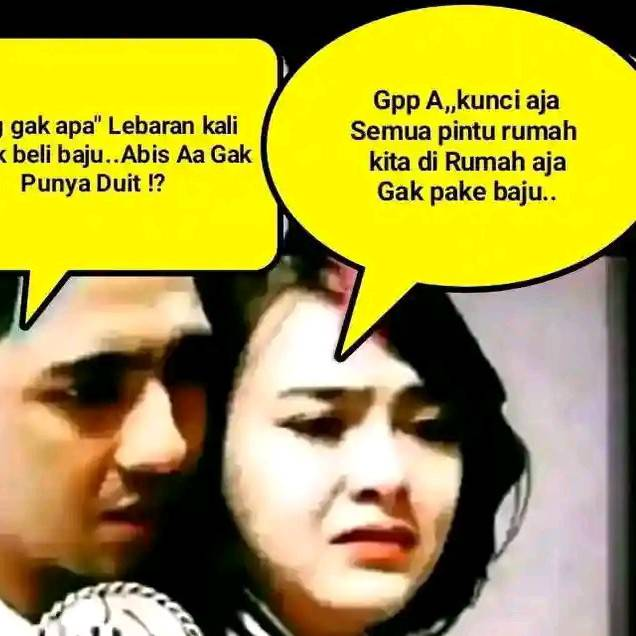 gak apa" Lebaran kali
beli baju..Abis Aa Gak
Punya Duit !?
Gpp A,,kunci aja
Semua pintu rumah
kita di Rumah aja
Gak pake baju..